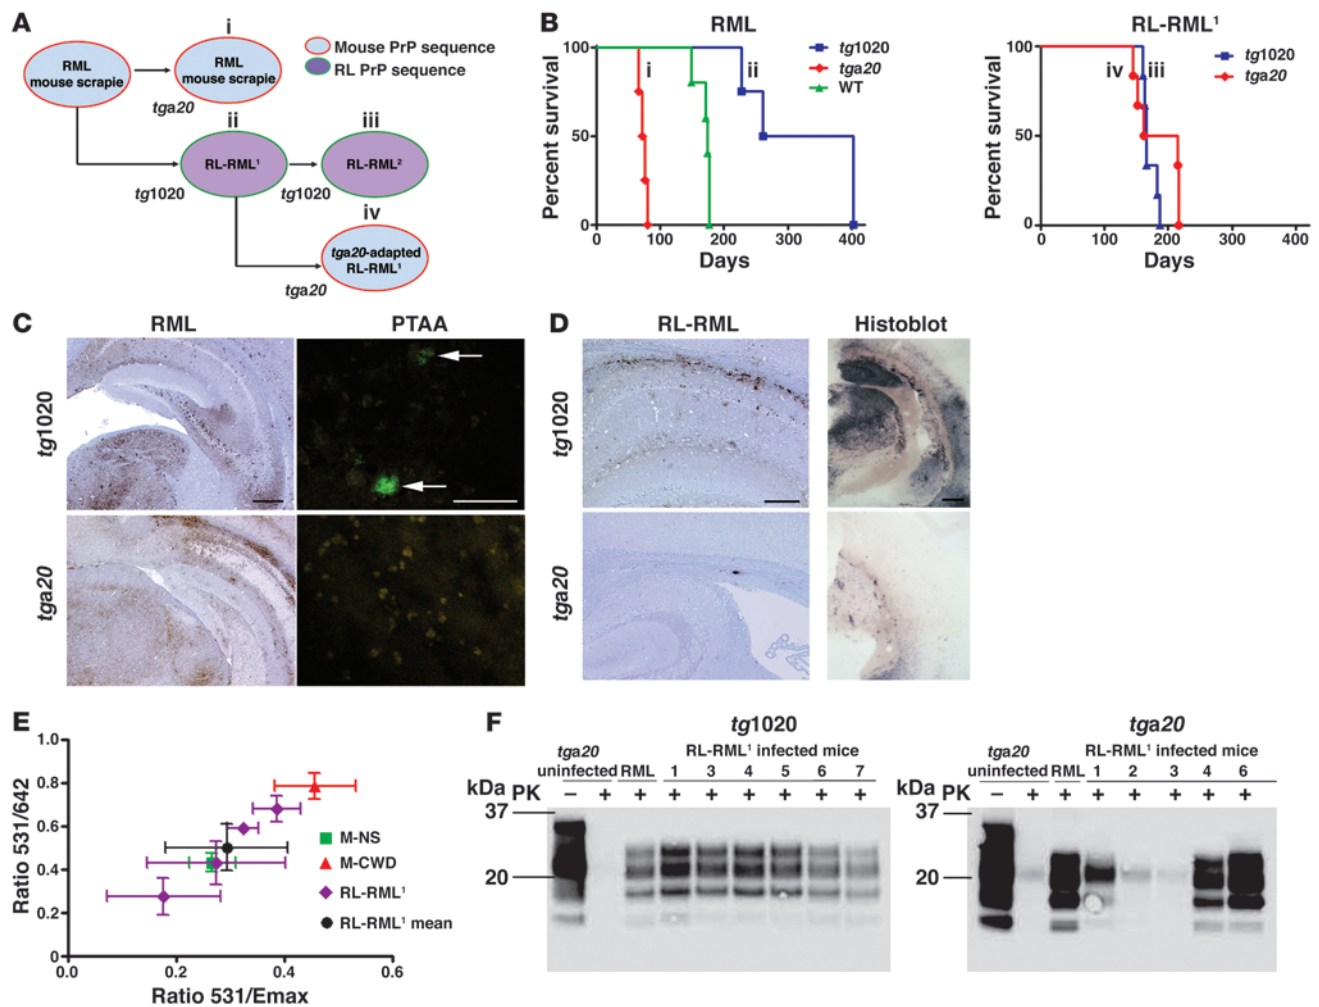 A
i
RML
mouse scrapie
RML
mouse scrapie
tga20
Mouse PrP sequence
RL PrP sequence
ii
iii
RL-RML¹
RL-RML²
tg1020
tg1020
iv
tga20-adapted
RL-RML¹
tga20
B
RML
Percent survival
100
50
0
0
100
200
300
400
Days
i
ii
tg1020
tga20
WT
RL-RML¹
Percent survival
100
50
0
0
100
200
300
400
Days
iv
iii
tg1020
tga20
C
RML
PTAA
tg1020
tga20
D
RL-RML
Histoblot
tg1020
tga20
E
Ratio 531/642
1.0
0.8
0.6
0.4
0.2
0
0.0
0.2
0.4
0.6
Ratio 531/Emax
M-NS
M-CWD
RL-RML¹
RL-RML¹ mean
F
tg1020
tga20
uninfected
RML
RL-RML¹ infected mice
1 3 4 5 6 7
kDa
PK − + + + + + + + +
37
20
tga20
tga20
uninfected
RML
RL-RML¹ infected mice
1 2 3 4 6
kDa
PK − + + + + + + +
37
20